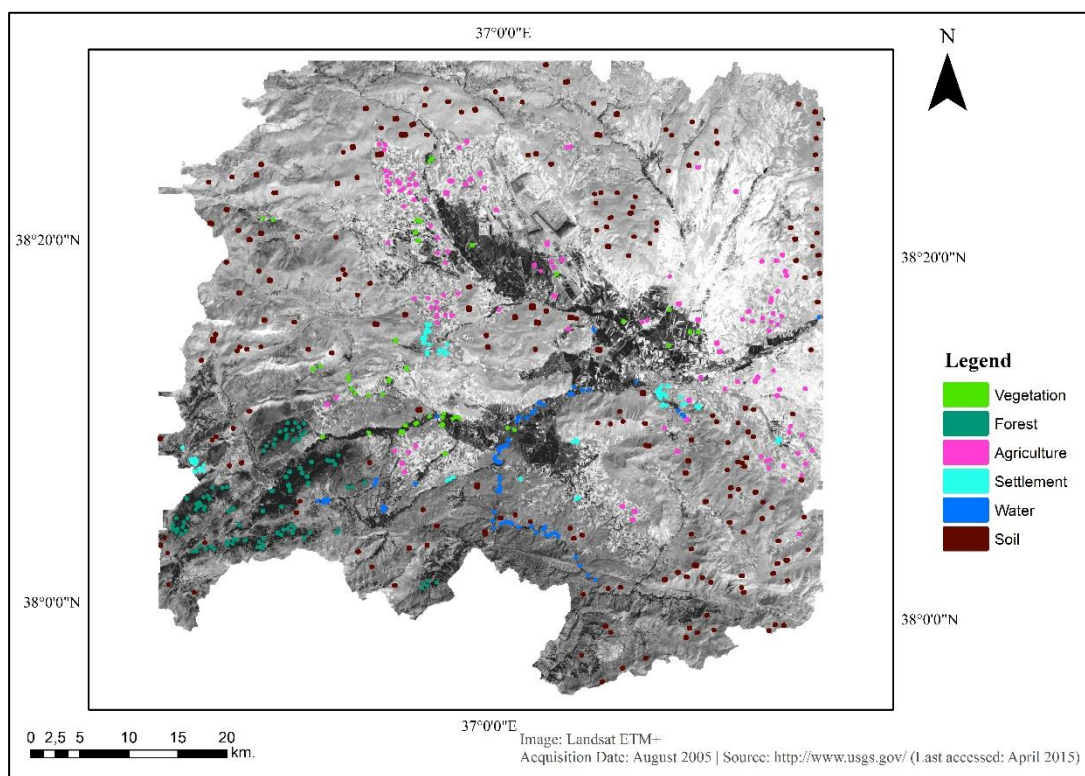 37°0'0"E
N
38°20'0"N
38°20'0"N
Legend
Vegetation
Forest
Agriculture
Settlement
Water
Soil
38°0'0"N
38°0'0"N
37°0'0"E
0 2,5 5 10 15 20
km.
Image: Landsat ETM+
Acquisition Date: August 2005 | Source: http://www.usgs.gov/ (Last accessed: April 2015)